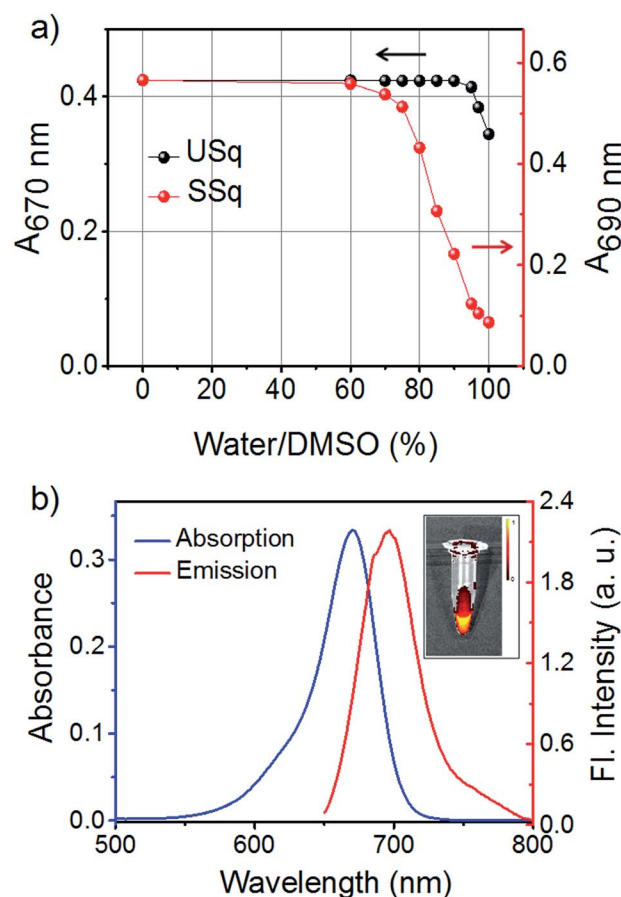 a)
0.4
0.2
0.0
A670 nm
USq
SSq
0.6
0.4
0.2
0.0
A690 nm
0 20 40 60 80 100
Water/DMSO (%)
b)
0.3
0.2
0.1
0.0
Absorbance
Absorption
Emission
1
0
2.4
1.8
1.2
0.6
0.0
Fl. Intensity (a. u.)
500 600 700 800
Wavelength (nm)